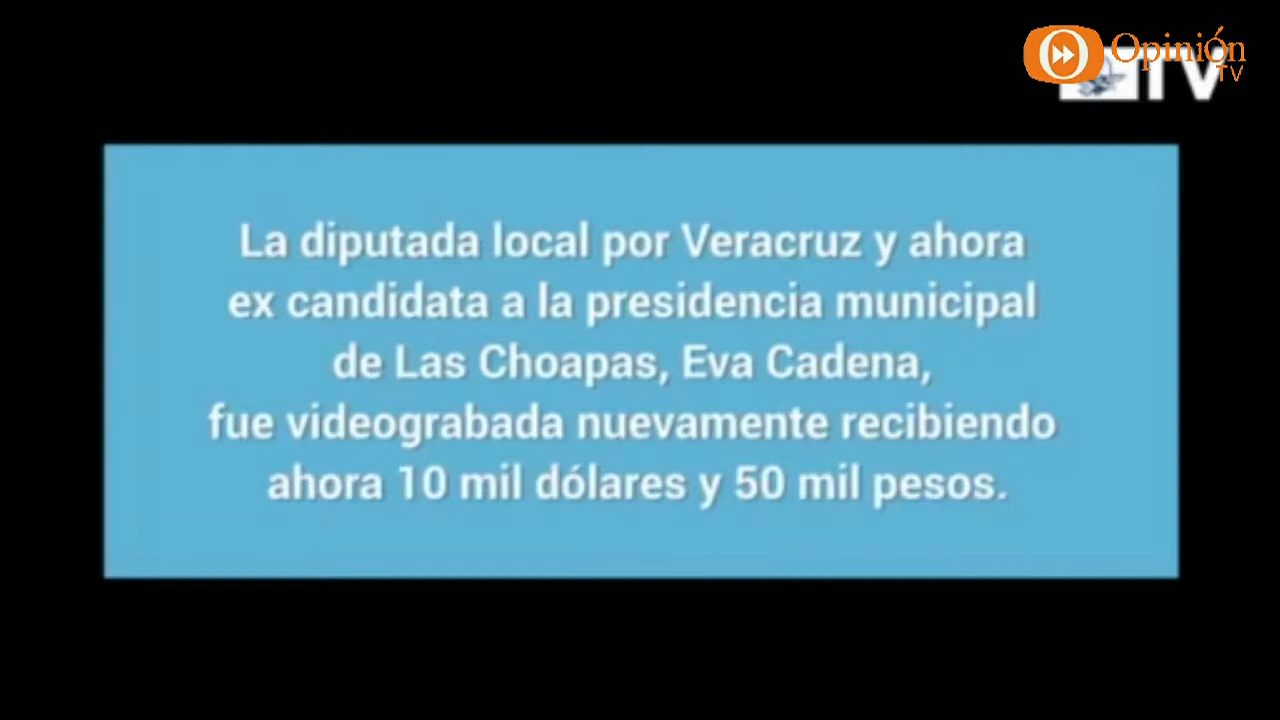 Opinión
TV
TV
La diputada local por Veracruz y ahora
ex candidata a la presidencia municipal
de Las Choapas, Eva Cadena,
fue videograbada nuevamente recibiendo
ahora 10 mil dólares y 50 mil pesos.